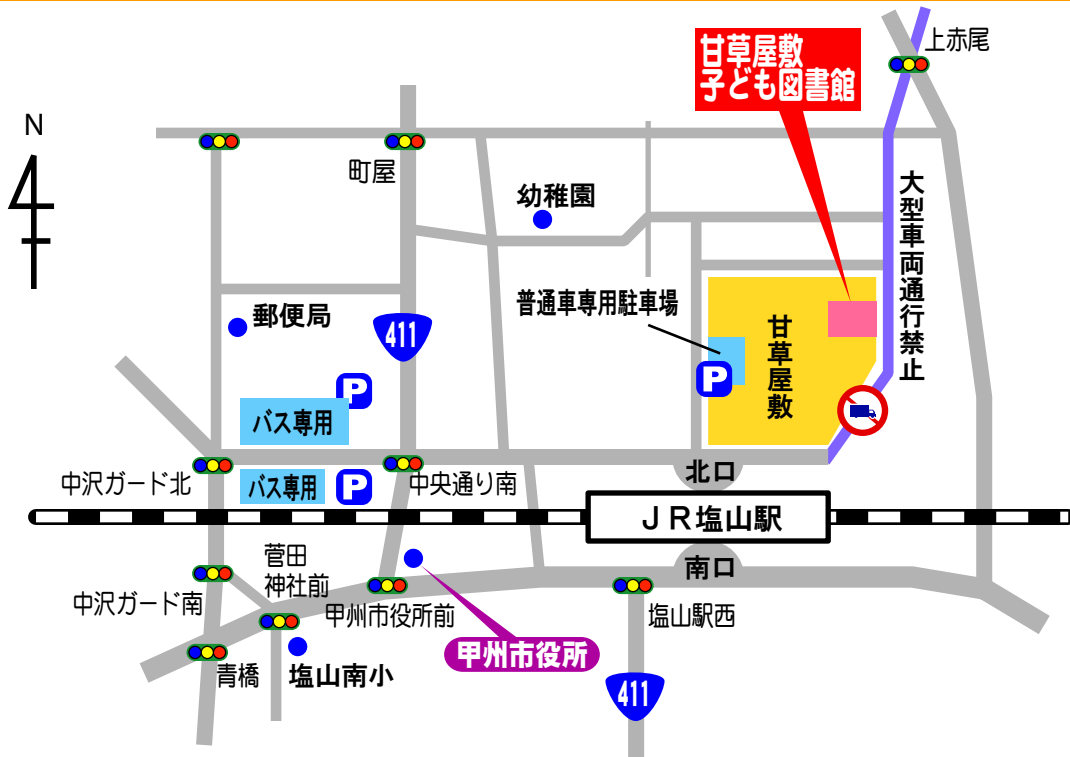 甘草屋敷
子ども図書館
上赤尾
N
町屋
幼稚園
大型車両通行禁止
普通車専用駐車場
郵便局
411
甘草屋敷
P
P
バス専用
中沢ガード北
バス専用
P
中央通り南
北口
JR塩山駅
南口
菅田
神社前
中沢ガード南
甲州市役所前
塩山駅西
甲州市役所
青橋
塩山南小
411